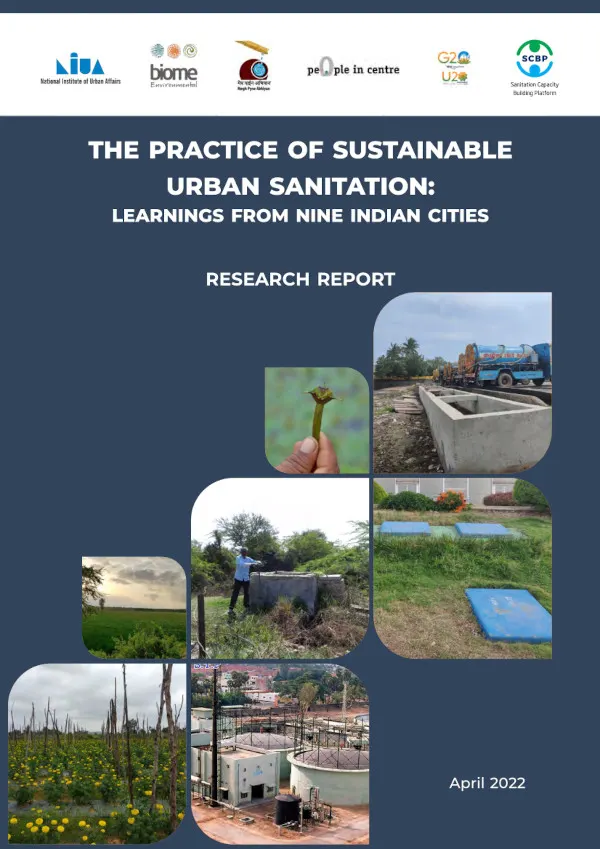 NIUA
National Institute of Urban Affairs
biome
Environmental
peOple in centre
G20
U20
SCBP
Sanitation Capacity
Building Platform
THE PRACTICE OF SUSTAINABLE
URBAN SANITATION:
LEARNINGS FROM NINE INDIAN CITIES
RESEARCH REPORT
April 2022